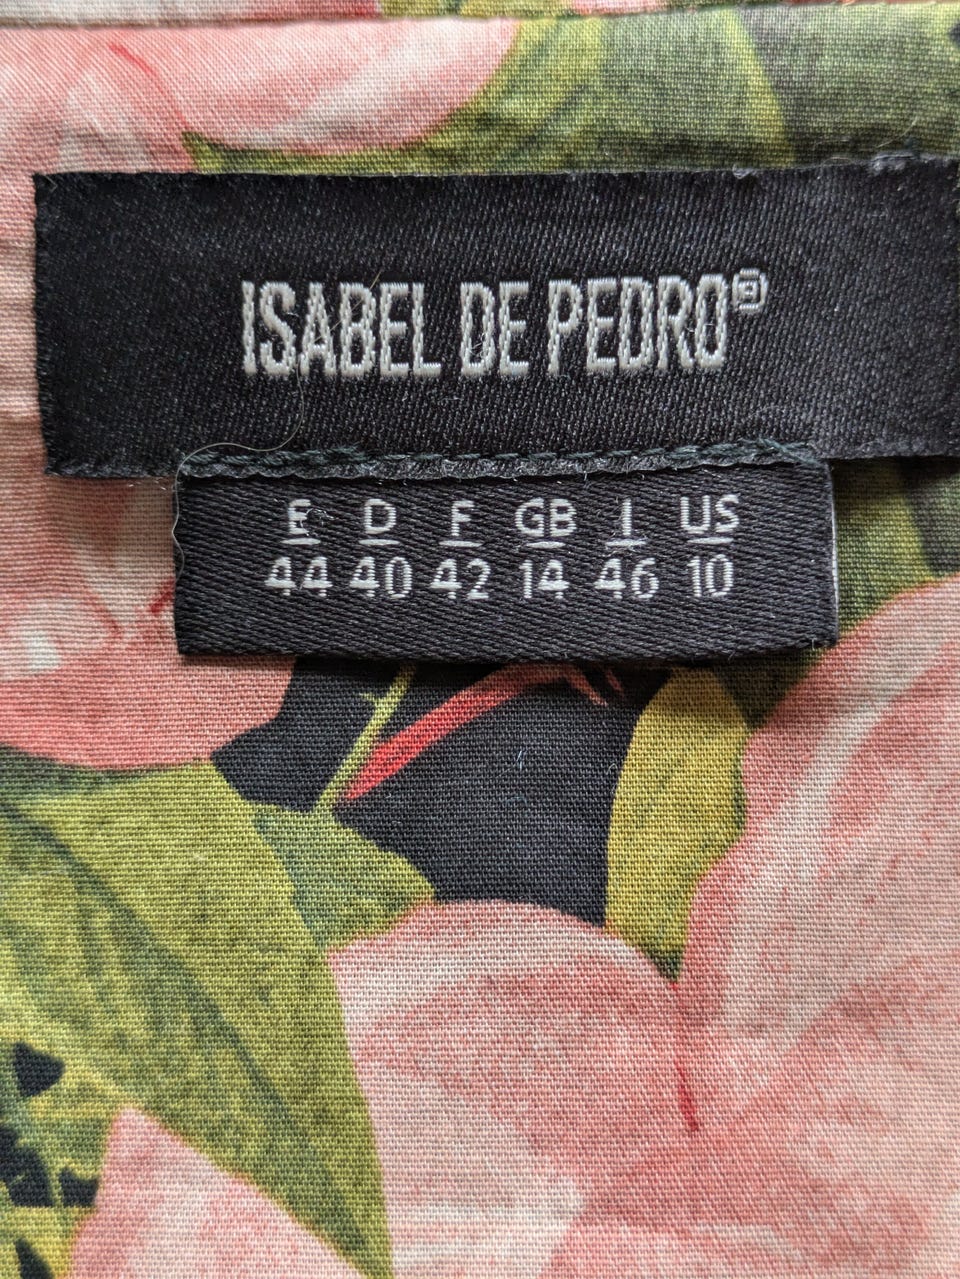 ISABEL DE PEDRO
E D F GB I US
44 40 42 14 46 10